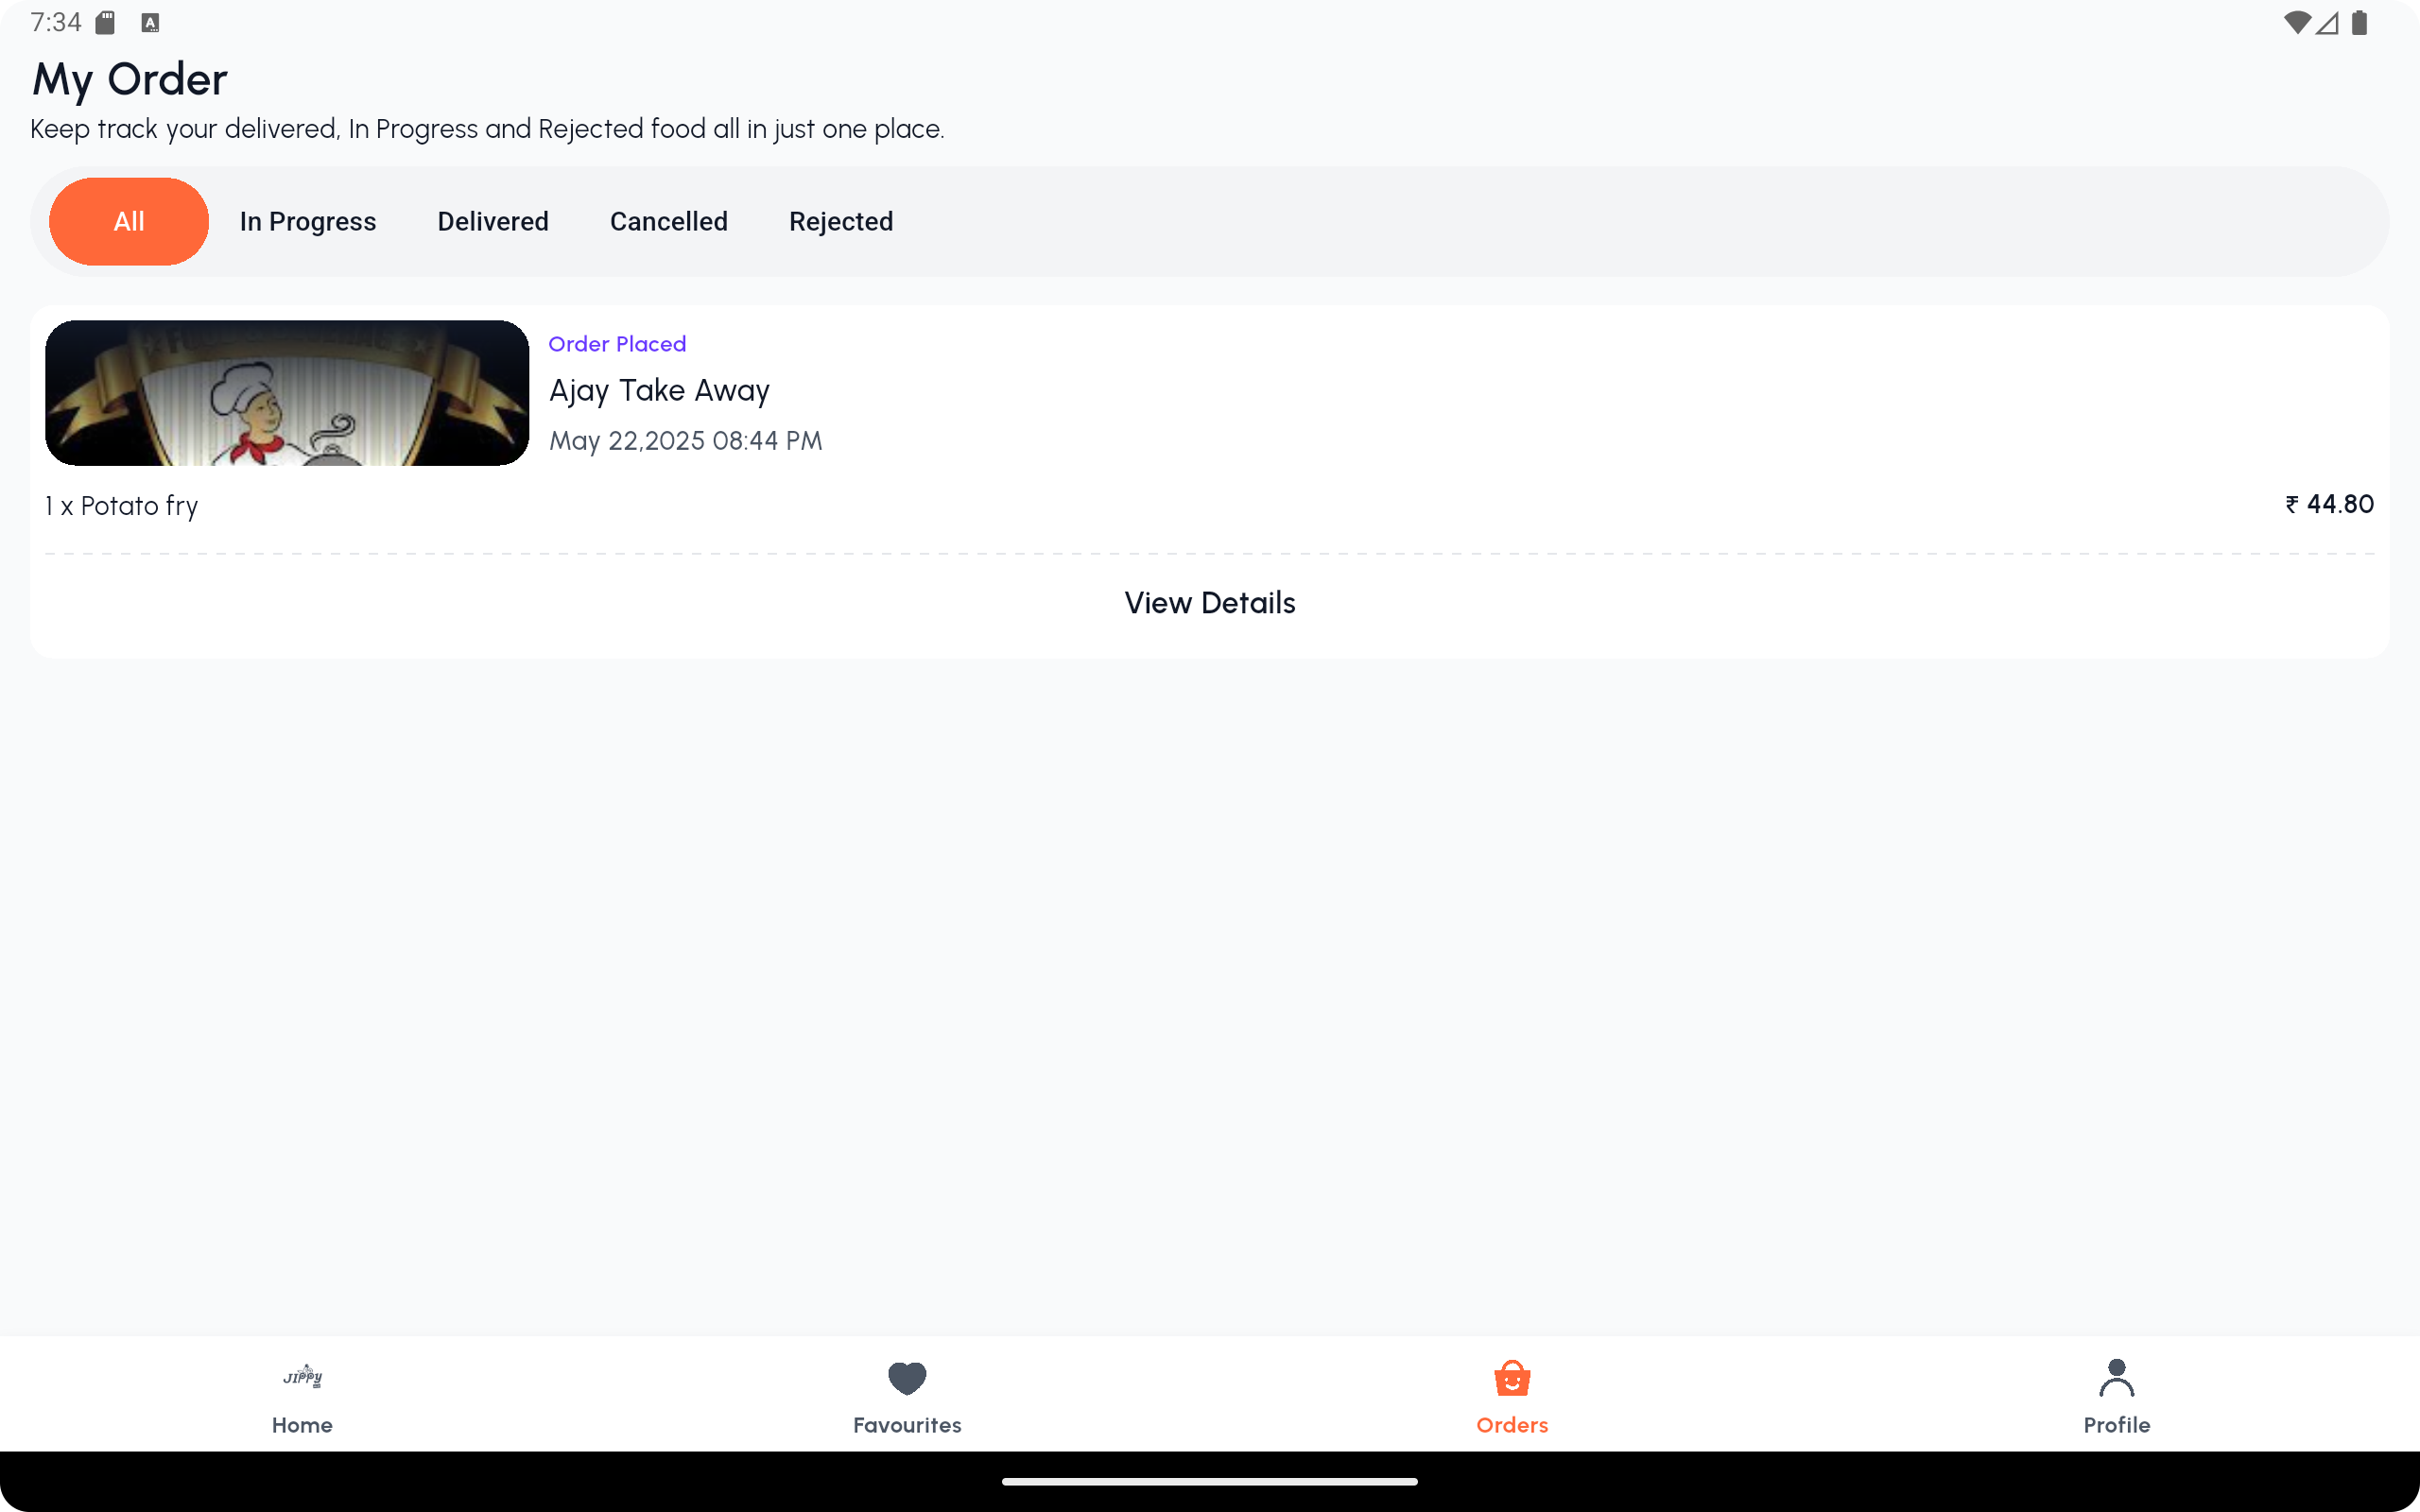 7:34
My Order
Keep track your delivered, In Progress and Rejected food all in just one place.
All In Progress Delivered Cancelled Rejected
Order Placed
Ajay Take Away
May 22,2025 08:44 PM
1 x Potato fry ₹ 44.80
View Details
JIPPY
Home Favourites Orders Profile